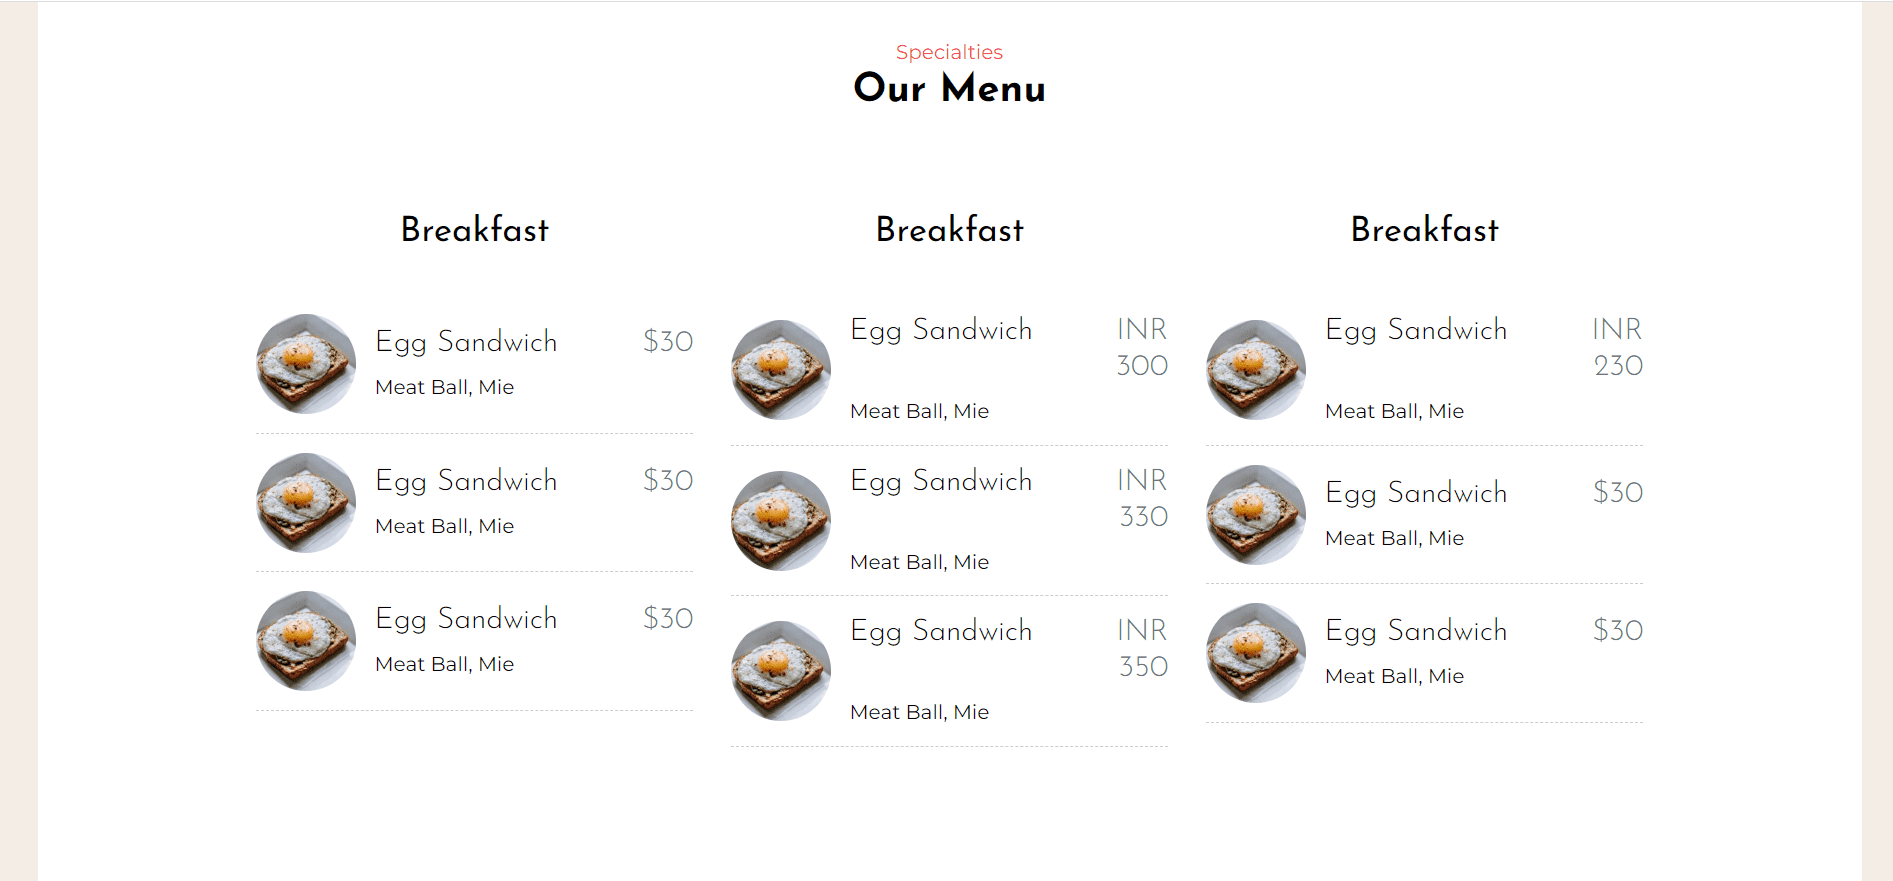 Specialties
Our Menu
Breakfast
Egg Sandwich $30
Meat Ball, Mie
Egg Sandwich $30
Meat Ball, Mie
Egg Sandwich $30
Meat Ball, Mie
Breakfast
Egg Sandwich INR
300
Meat Ball, Mie
Egg Sandwich INR
330
Meat Ball, Mie
Egg Sandwich INR
350
Meat Ball, Mie
Breakfast
Egg Sandwich INR
230
Meat Ball, Mie
Egg Sandwich $30
Meat Ball, Mie
Egg Sandwich $30
Meat Ball, Mie